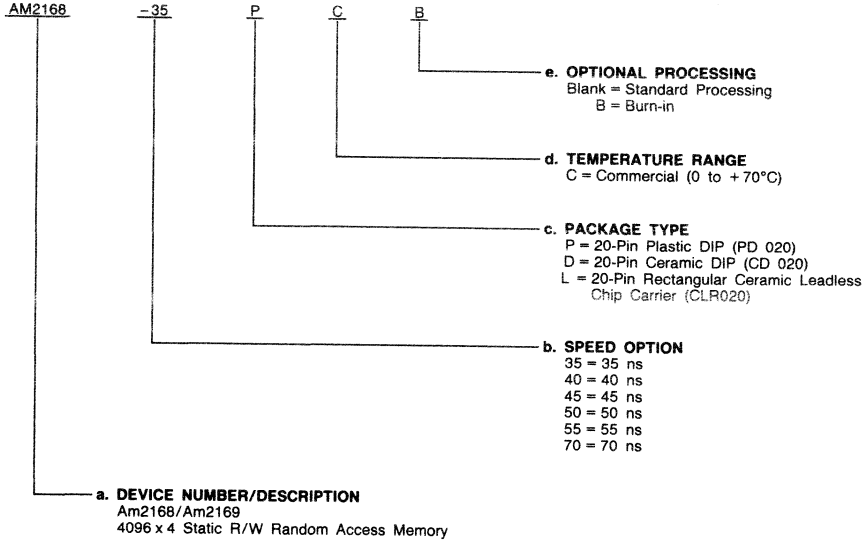 AM2168 -35 P C B
e. OPTIONAL PROCESSING
Blank = Standard Processing
B = Burn-in
d. TEMPERATURE RANGE
C = Commercial (0 to +70°C)
c. PACKAGE TYPE
P = 20-Pin Plastic DIP (PD 020)
D = 20-Pin Ceramic DIP (CD 020)
L = 20-Pin Rectangular Ceramic Leadless
Chip Carrier (CLR020)
b. SPEED OPTION
35 = 35 ns
40 = 40 ns
45 = 45 ns
50 = 50 ns
55 = 55 ns
70 = 70 ns
a. DEVICE NUMBER/DESCRIPTION
Am2168/Am2169
4096 x 4 Static R/W Random Access Memory